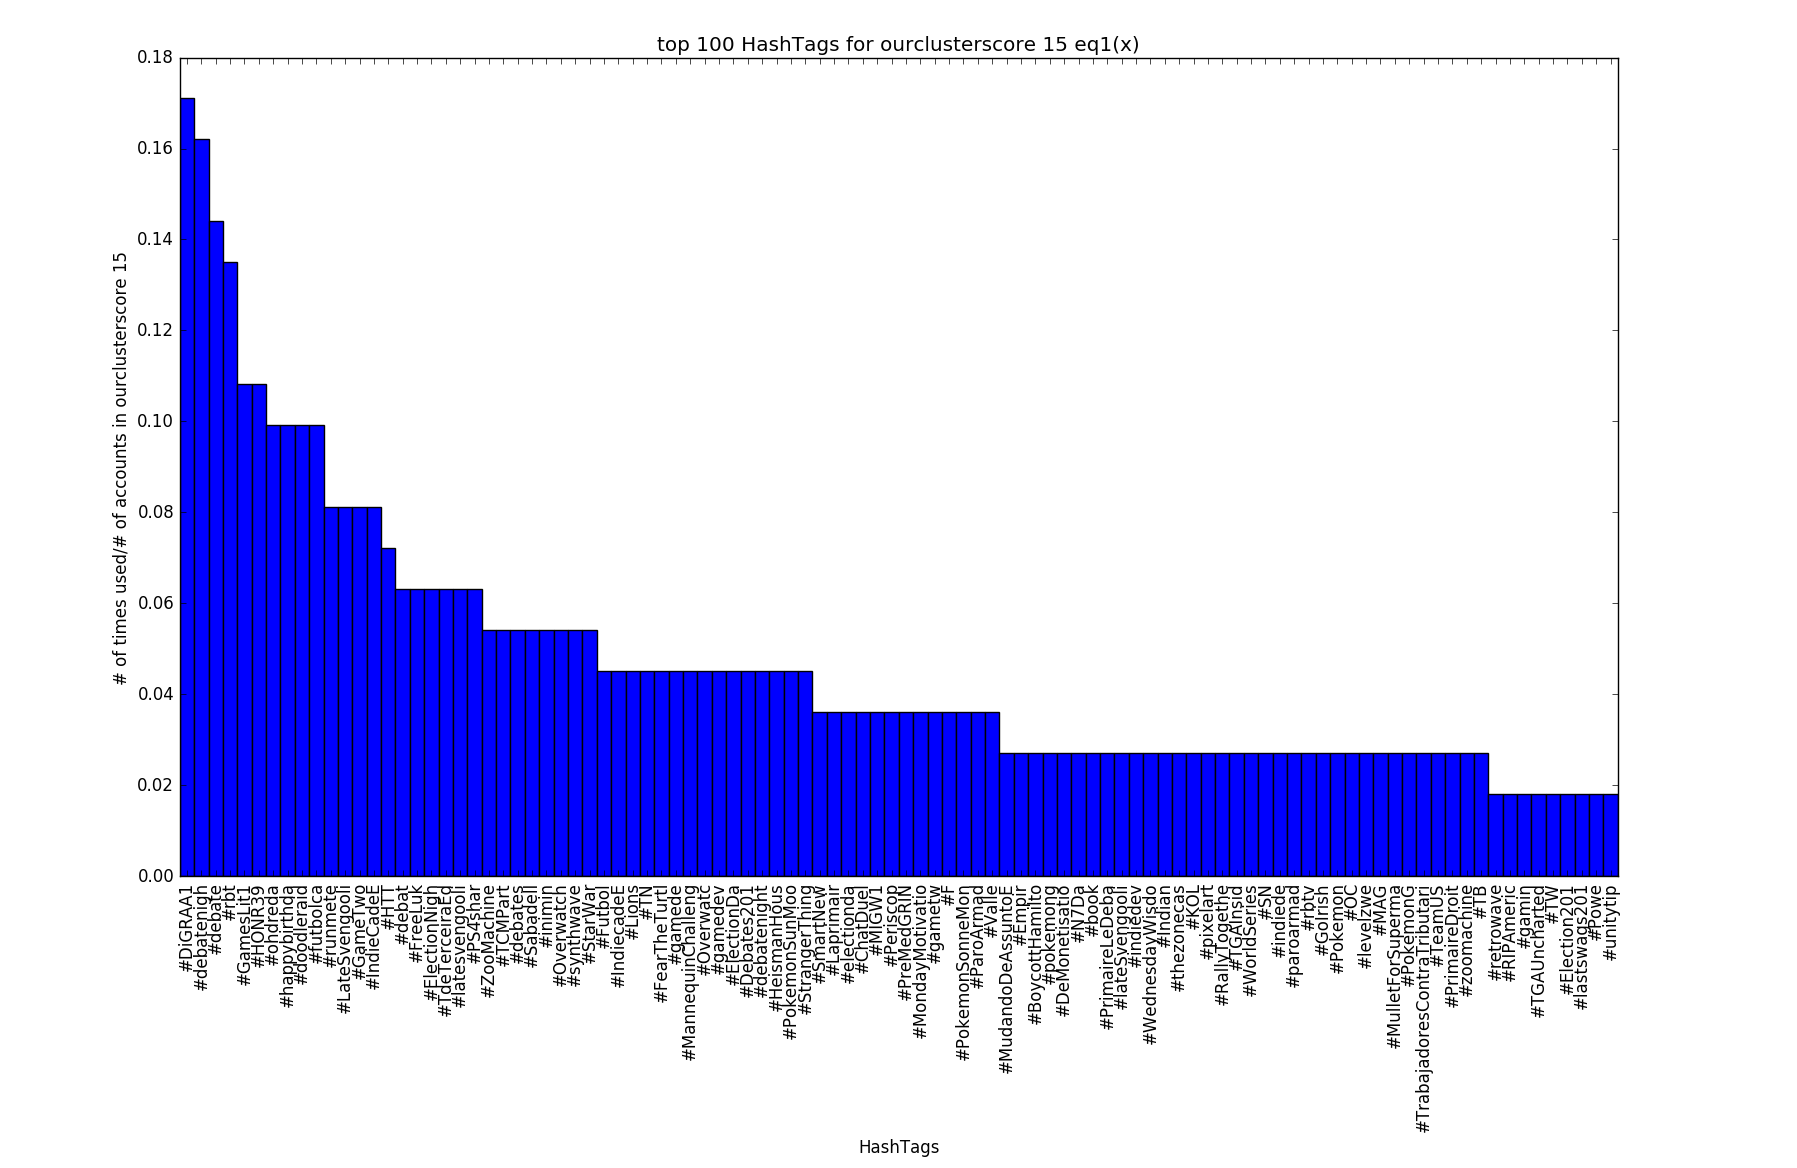 top 100 HashTags for ourclusterscore 15 eq1(x)
# of times used/# of accounts in ourclusterscore 15
0.18
0.16
0.14
0.12
0.10
0.08
0.06
0.04
0.02
0.00
#DiGRAA1
#debatenigh
#debate
#rbt
#GamesLit1
#HONR39
#ohdreda
#happybirthda
#doodleraid
#futbolca
#runmete
#LateSvengooli
#GameTwo
#IndieCadeE
#HTT
#debat
#FreeLuk
#ElectionNigh
#TdeTerceiraEd
#latesvengooli
#PS4shar
#ZooMachine
#TCMPart
#debates
#Sabadell
#inimin
#Overwatch
#synthwave
#StarWar
#Futbol
#IndiecadeE
#Lions
#TN
#FearTheTurtl
#gamede
#MannequinChalleng
#Overwatc
#gamedev
#ElectionDa
#Debates201
#debatenight
#HeismanHous
#PokemonSunMoo
#StrangerThing
#SmartNeW
#Laprimair
#electionda
#ChatDuel
#MIGW1
#Periscop
#PreMedGRIN
#MondayMotivatio
#gametw
#F
#PokemonSonneMon
#ParoArmad
#Valle
#MudandoDeAssuntoE
#Empir
#BoycottHamilto
#pokemong
#DeMonetisatio
#N7Da
#book
#PrimaireLeDeba
#lateSvengooli
#indiedev
#WednesdayWisdo
#Indian
#thezonecas
#KOL
#pixelart
#RallyTogethe
#TGAInsid
#WorldSeries
#SN
#indiede
#paroarmad
#rbtv
#GoIrish
#Pokemon
#OC
#levelzwe
#MAG
#MulletForSuperma
#PokemonG
#TrabajadoresContraTributari
#TeamUS
#PrimaireDroit
#zoomachine
#TB
#retrowave
#RIPAmeric
#gamin
#TGAUncharted
#TW
#Election201
#lastswags201
#Powe
#unitytip
HashTags